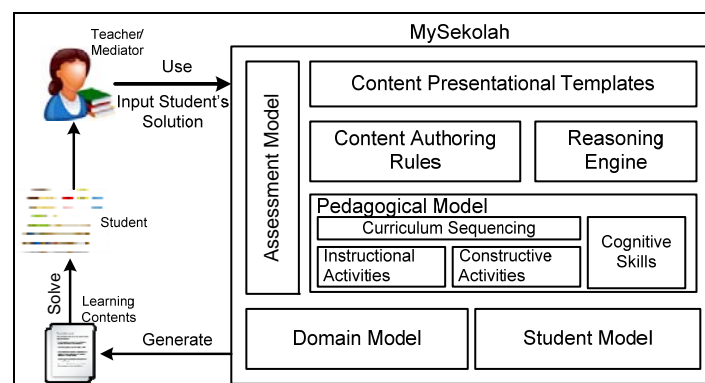 Teacher/
Mediator
Use
Input Student's
Solution
Student
Solve
Learning
Contents
Generate
MySekolah
Assessment Model
Content Presentational Templates
Content Authoring
Rules
Reasoning
Engine
Pedagogical Model
Curriculum Sequencing
Instructional
Activities
Constructive
Activities
Cognitive
Skills
Domain Model
Student Model